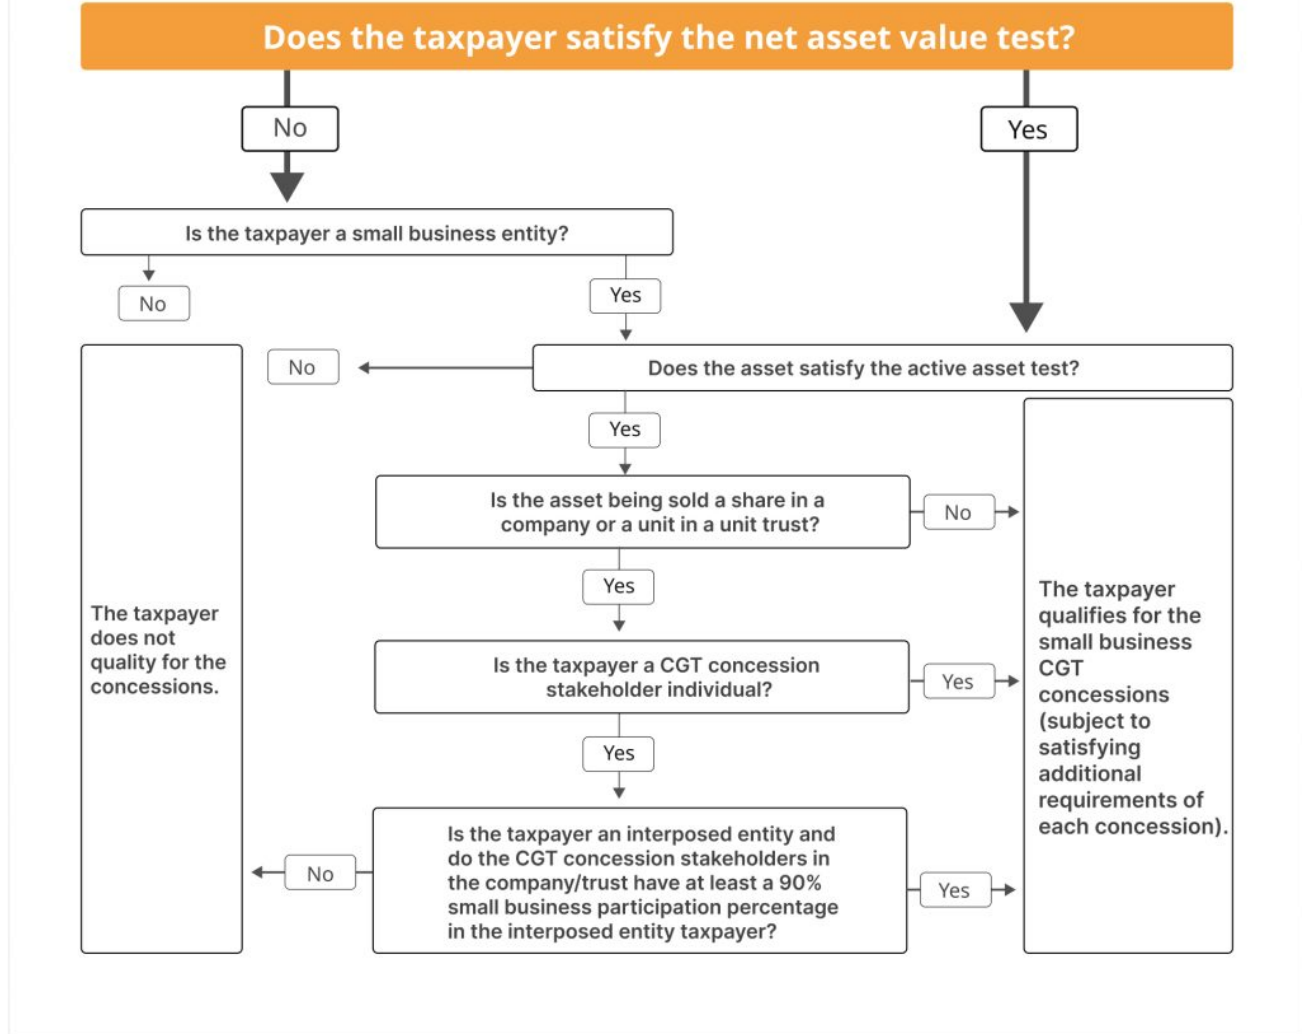 Does the taxpayer satisfy the net asset value test?
No
Yes
Is the taxpayer a small business entity?
No
Yes
No
Does the asset satisfy the active asset test?
Yes
Is the asset being sold a share in a
company or a unit in a unit trust?
No
Yes
Is the taxpayer a CGT concession
stakeholder individual?
Yes
Yes
Is the taxpayer an interposed entity and
do the CGT concession stakeholders in
the company/trust have at least a 90%
small business participation percentage
in the interposed entity taxpayer?
No
Yes
The taxpayer
does not
quality for the
concessions.
The taxpayer
qualifies for the
small business
CGT
concessions
(subject to
satisfying
additional
requirements of
each concession).